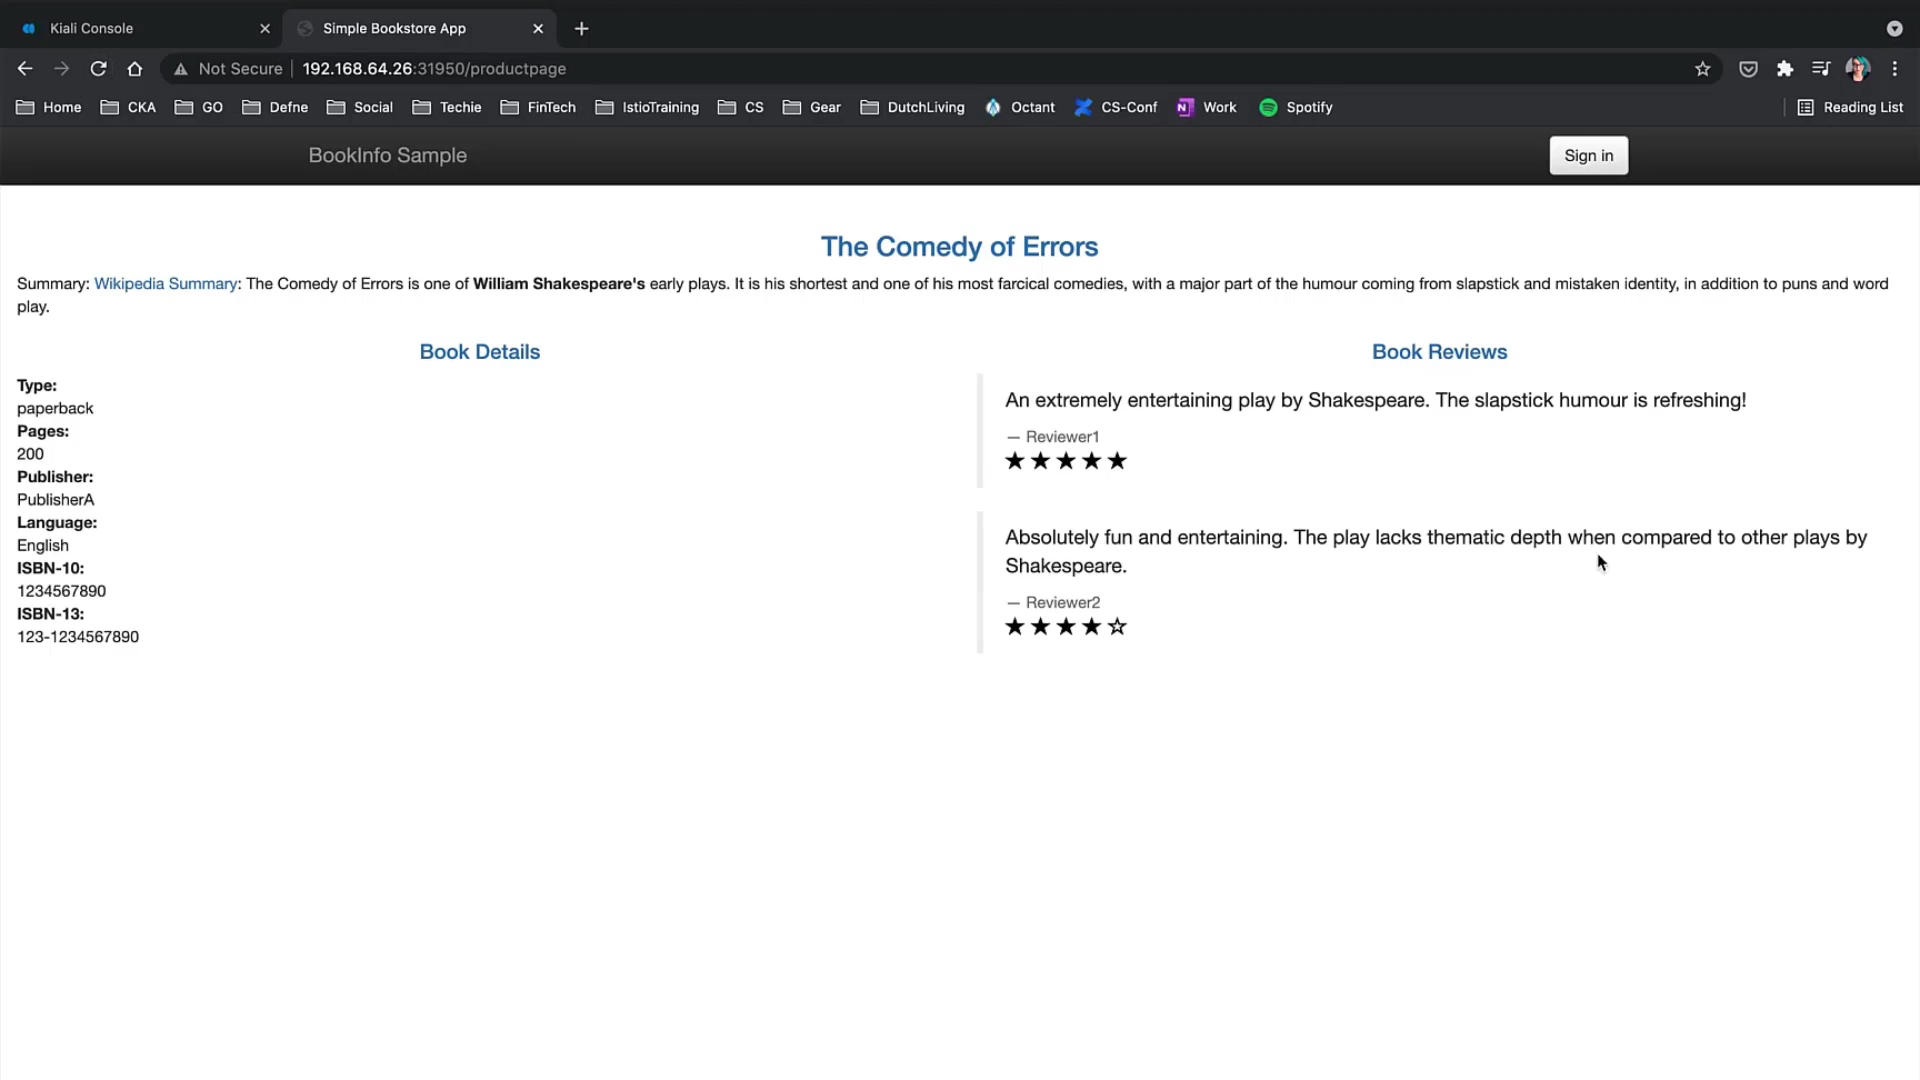 Kiali Console
Simple Bookstore App
Not Secure
192.168.64.26:31950/productpage
Home
CKA
GO
Defne
Social
Techie
FinTech
IstioTraining
CS
Gear
DutchLiving
Octant
CS-Conf
Work
Spotify
Reading List
BookInfo Sample
Sign in
The Comedy of Errors
Summary: Wikipedia Summary: The Comedy of Errors is one of William Shakespeare's early plays. It is his shortest and one of his most farcical comedies, with a major part of the humour coming from slapstick and mistaken identity, in addition to puns and word
play.
Book Details
Type:
paperback
Pages:
200
Publisher:
PublisherA
Language:
English
ISBN-10:
1234567890
ISBN-13:
123-1234567890
Book Reviews
An extremely entertaining play by Shakespeare. The slapstick humour is refreshing!
— Reviewer1
★★★★★
Absolutely fun and entertaining. The play lacks thematic depth when compared to other plays by
Shakespeare.
— Reviewer2
★★★★☆